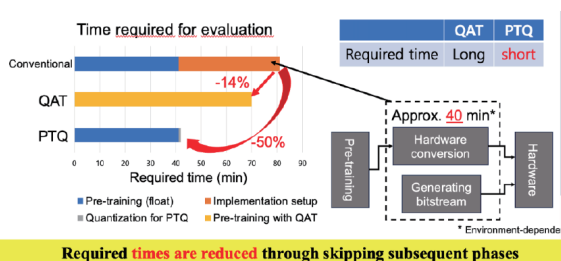 Time required for evaluation
Conventional
QAT
PTQ
-14%
-50%
0 10 20 30 40 50 60 70 80 90
Required time (min)
Pre-training (float)
Implementation setup
Quantization for PTQ
Pre-training with QAT
QAT PTQ
Required time Long short
Approx. 40 min*
Pre-training
Hardware
conversion
Generating
bitstream
Hardware
* Environment-depende
Required times are reduced through skipping subsequent phases